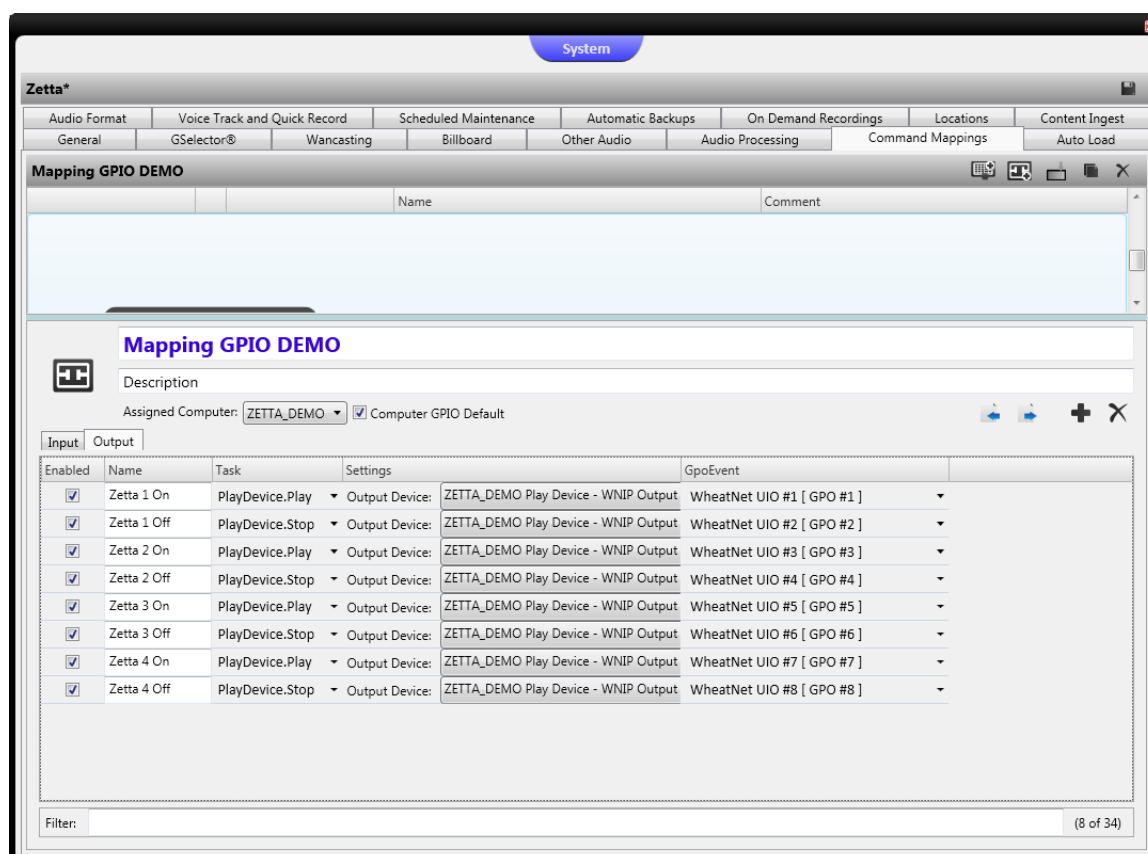 System
Zetta*
Audio Format Voice Track and Quick Record Scheduled Maintenance Automatic Backups On Demand Recordings Locations Content Ingest
General GSelector® Wancasting Billboard Other Audio Audio Processing Command Mappings Auto Load
Mapping GPIO DEMO
Name Comment
Mapping GPIO DEMO
Description
Assigned Computer: ZETTA_DEMO Computer GPIO Default
Input Output
Enabled Name Task Settings GpoEvent
Zetta 1 On PlayDevice.Play Output Device: ZETTA_DEMO Play Device - WNIP Output WheatNet UIO #1 [ GPO #1 ]
Zetta 1 Off PlayDevice.Stop Output Device: ZETTA_DEMO Play Device - WNIP Output WheatNet UIO #2 [ GPO #2 ]
Zetta 2 On PlayDevice.Play Output Device: ZETTA_DEMO Play Device - WNIP Output WheatNet UIO #3 [ GPO #3 ]
Zetta 2 Off PlayDevice.Stop Output Device: ZETTA_DEMO Play Device - WNIP Output WheatNet UIO #4 [ GPO #4 ]
Zetta 3 On PlayDevice.Play Output Device: ZETTA_DEMO Play Device - WNIP Output WheatNet UIO #5 [ GPO #5 ]
Zetta 3 Off PlayDevice.Stop Output Device: ZETTA_DEMO Play Device - WNIP Output WheatNet UIO #6 [ GPO #6 ]
Zetta 4 On PlayDevice.Play Output Device: ZETTA_DEMO Play Device - WNIP Output WheatNet UIO #7 [ GPO #7 ]
Zetta 4 Off PlayDevice.Stop Output Device: ZETTA_DEMO Play Device - WNIP Output WheatNet UIO #8 [ GPO #8 ]
Filter: (8 of 34)